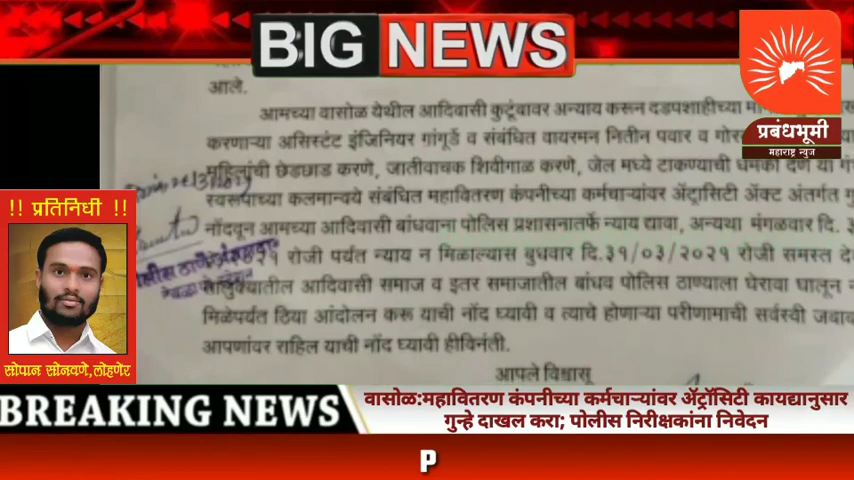 BIG NEWS
प्रबंधभूमी
महाराष्ट्र न्युज
आले.
आमच्या वासोळ येथील आदिवासी कुटूंबावर अन्याय करून दडपशाहीच्या
करणाऱ्या असिस्टंट इंजिनियर गांगूर्डे व संबंधित वायरमन नितीन पवार व
महिलांची छेडछाड करणे, जातीवाचक शिवीगाळ करणे, जेल मध्ये टाकण्याची धमकी देणे या
स्वरूपाच्या कलमान्वये संबंधित महावितरण कंपनीच्या कर्मचाऱ्यांवर ॲट्रासिटी ॲक्ट अंतर्गत
नोंदवून आमच्या आदिवासी बांधवाना पोलिस प्रशासनातर्फे न्याय द्यावा, अन्यथा मंगळवार दि.
रोजी पर्यत न्याय न मिळाल्यास बुधवार दि.३१/०३/२०२१ रोजी समस्त
तालुक्यातील आदिवासी समाज व इतर समाजातील बांधव पोलिस ठाण्याला घेरावा घालून
मिळेपर्यंत ठिया आंदोलन करू याची नोंद घ्यावी व त्याचे होणाऱ्या परीणामाची सर्वस्वी
आपणांवर राहिल याची नोंद घ्यावी हीविनंती.
आपले विश्वासू
!! प्रतिनिधी !!
सोपान सोनवणे,लोहणेर
BREAKING NEWS
वासोळ:महावितरण कंपनीच्या कर्मचाऱ्यांवर ॲट्रॉसिटी कायद्यानुसार
गुन्हे दाखल करा; पोलीस निरीक्षकांना निवेदन
P